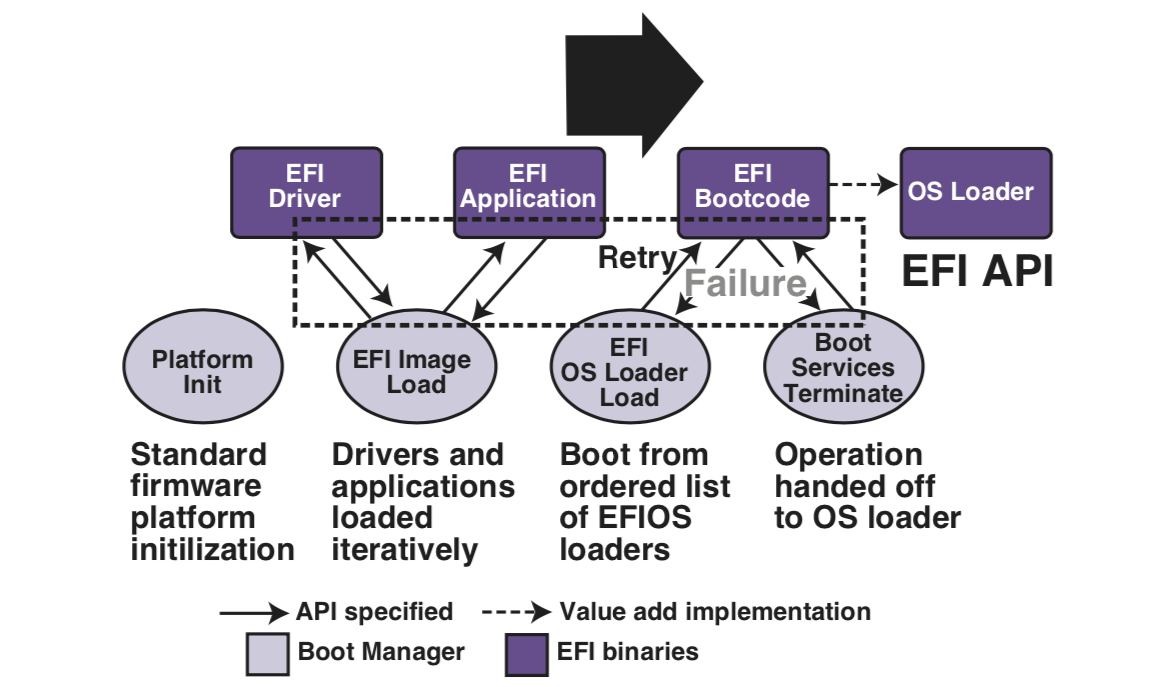 EFI
Driver
EFI
Application
EFI
Bootcode
OS Loader
Retry
Failure
EFI API
Platform
Init
EFI Image
Load
EFI
OS Loader
Load
Boot
Services
Terminate
Standard
firmware
platform
initilization
Drivers and
applications
loaded
iteratively
Boot from
ordered list
of EFIOS
loaders
Operation
handed off
to OS loader
API specified
Value add implementation
Boot Manager
EFI binaries